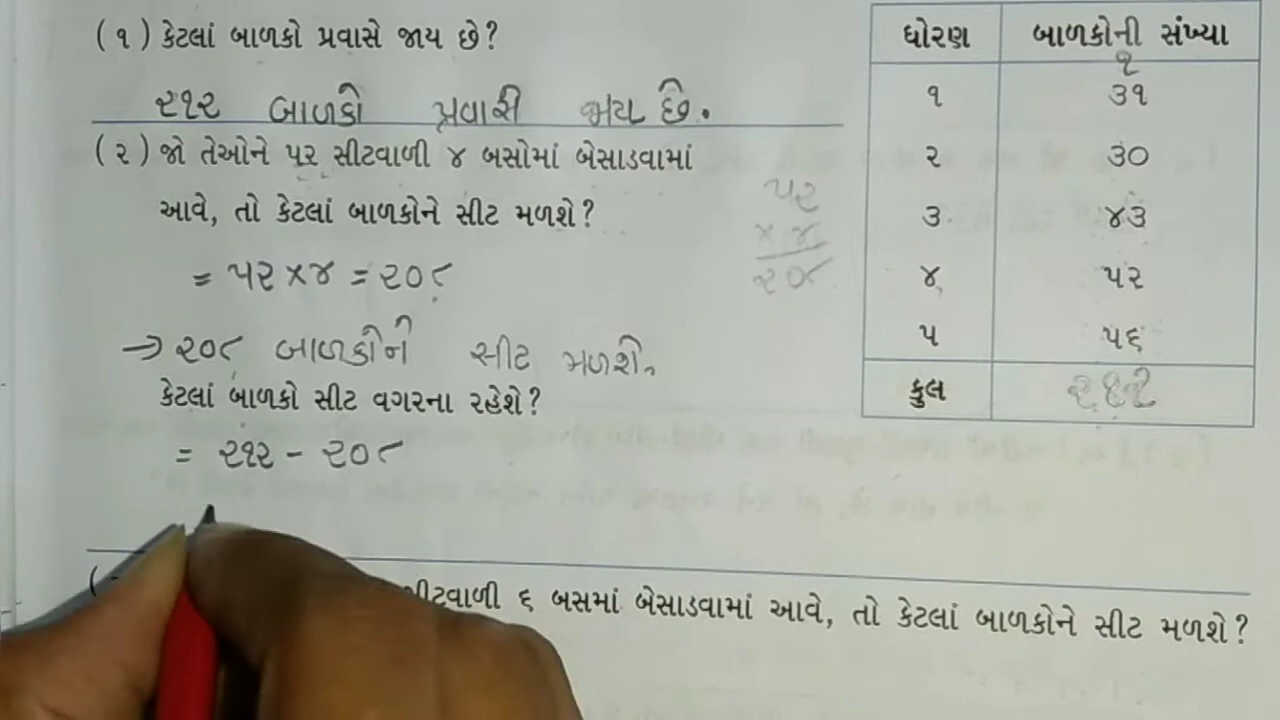 (૧) કેટલાં બાળકો પ્રવાસે જાય છે?
૨૧૨ બાળકો પ્રવાસે જાય છે.
(૨) જો તેઓને ૫૨ સીટવાળી ૪ બસોમાં બેસાડવામાં
આવે, તો કેટલાં બાળકોને સીટ મળશે?
૫૨
× ૪
૨૦૮
= ૫૨ × ૪ = ૨૦૮
→ ૨૦૮ બાળકોને સીટ મળશે.
કેટલાં બાળકો સીટ વગરના રહેશે?
= ૨૧૨ - ૨૦૮
સીટવાળી ૬ બસમાં બેસાડવામાં આવે, તો કેટલાં બાળકોને સીટ મળશે?
ધોરણ બાળકોની સંખ્યા
૧
૧ ૩૧
૨ ૩૦
૩ ૪૩
૪ ૫૨
૫ ૫૬
કુલ ૨૧૨